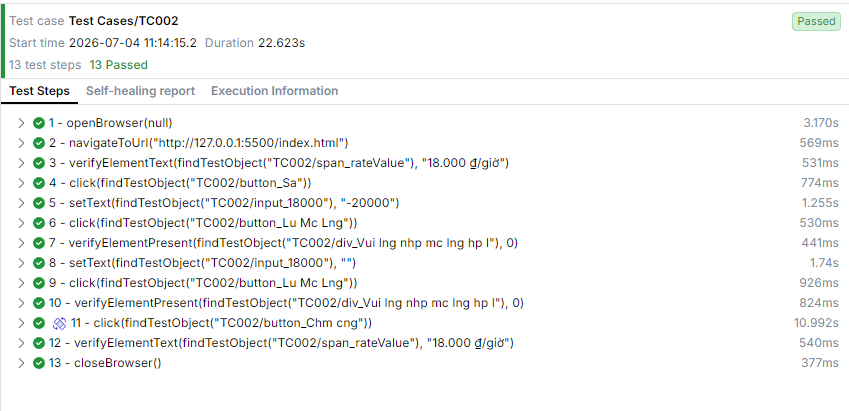 Test case Test Cases/TC002 Passed
Start time 2026-07-04 11:14:15.2 Duration 22.623s
13 test steps 13 Passed
Test Steps Self-healing report Execution Information
1 - openBrowser(null) 3.170s
2 - navigateToUrl("http://127.0.0.1:5500/index.html") 569ms
3 - verifyElementText(findTestObject("TC002/span_rateValue"), "18.000 ₫/giờ") 531ms
4 - click(findTestObject("TC002/button_Sa")) 774ms
5 - setText(findTestObject("TC002/input_18000"), "-20000") 1.255s
6 - click(findTestObject("TC002/button_Lu Mc Lng")) 530ms
7 - verifyElementPresent(findTestObject("TC002/div_Vui lng nhp mc lng hp l"), 0) 441ms
8 - setText(findTestObject("TC002/input_18000"), "") 1.74s
9 - click(findTestObject("TC002/button_Lu Mc Lng")) 926ms
10 - verifyElementPresent(findTestObject("TC002/div_Vui lng nhp mc lng hp l"), 0) 824ms
11 - click(findTestObject("TC002/button_Chm cng")) 10.992s
12 - verifyElementText(findTestObject("TC002/span_rateValue"), "18.000 ₫/giờ") 540ms
13 - closeBrowser() 377ms